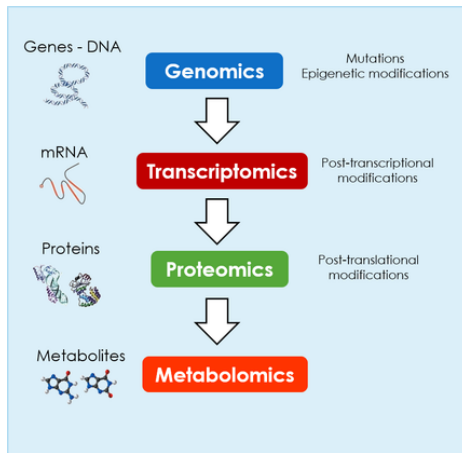 Genes - DNA
Genomics
Mutations
Epigenetic modifications
mRNA
Transcriptomics
Post-transcriptional
modifications
Proteins
Proteomics
Post-translational
modifications
Metabolites
Metabolomics